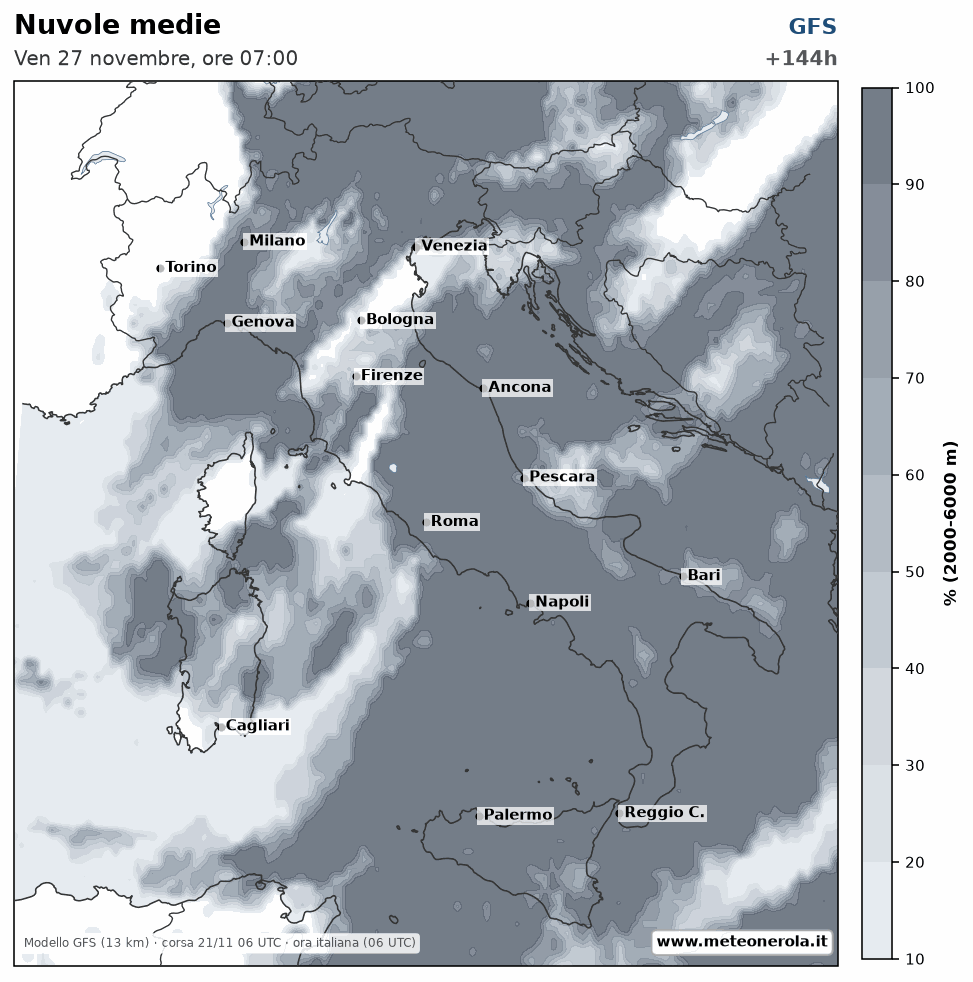 Nuvole medie
GFS
Ven 27 novembre, ore 07:00
+144h
100
90
80
70
60
50
40
30
20
10
% (2000-6000 m)
Milano
Venezia
Torino
Genova
Bologna
Firenze
Ancona
Pescara
Roma
Bari
Napoli
Cagliari
Palermo
Reggio C.
Modello GFS (13 km) · corsa 21/11 06 UTC · ora italiana (06 UTC)
www.meteonerola.it